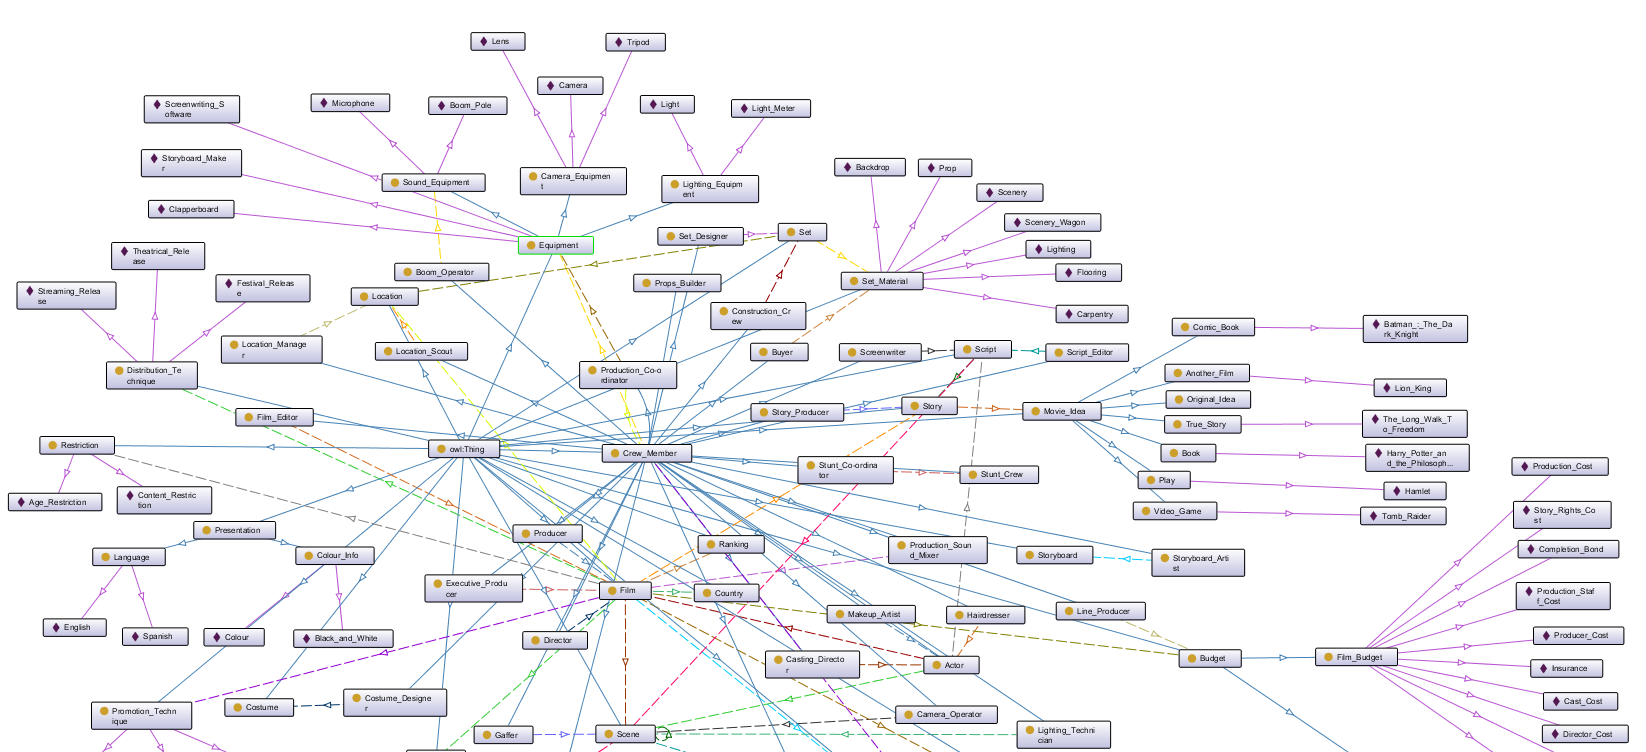 Lens
Tripod
Camera
Screenwriting_S
oftware
Microphone
Boom_Pole
Light
Light_Meter
Storyboard_Make
r
Sound_Equipment
Camera_Equipmen
t
Lighting_Equipm
ent
Backdrop
Prop
Scenery
Clapperboard
Scenery_Wagon
Set_Designer
Set
Equipment
Lighting
Theatrical_Rele
ase
Boom_Operator
Flooring
Set_Material
Props_Builder
Festival_Releas
e
Streaming_Relea
se
Location
Construction_Cr
ew
Carpentry
Comic_Book
Batman_:_The_Da
rk_Knight
Location_Manage
r
Location_Scout
Buyer
Screenwriter
Script
Script_Editor
Distribution_Te
chnique
Production_Co-o
rdinator
Another_Film
Lion_King
Original_Idea
Film_Editor
Story_Producer
Story
Movie_Idea
True_Story
The_Long_Walk_T
o_Freedom
Restriction
owl:Thing
Crew_Member
Book
Harry_Potter_an
d_the_Philosoph...
Stunt_Co-ordina
tor
Stunt_Crew
Production_Cost
Play
Hamlet
Age_Restriction
Content_Restric
tion
Video_Game
Tomb_Raider
Story_Rights_Co
st
Presentation
Producer
Language
Colour_Info
Ranking
Production_Soun
d_Mixer
Storyboard
Storyboard_Arti
st
Completion_Bond
Executive_Produ
cer
Film
Country
Production_Staf
f_Cost
Makeup_Artist
Hairdresser
Line_Producer
English
Spanish
Colour
Black_and_White
Director
Producer_Cost
Casting_Directo
r
Actor
Budget
Film_Budget
Insurance
Costume
Costume_Designe
r
Cast_Cost
Promotion_Techn
ique
Camera_Operator
Gaffer
Scene
Lighting_Techni
cian
Director_Cost